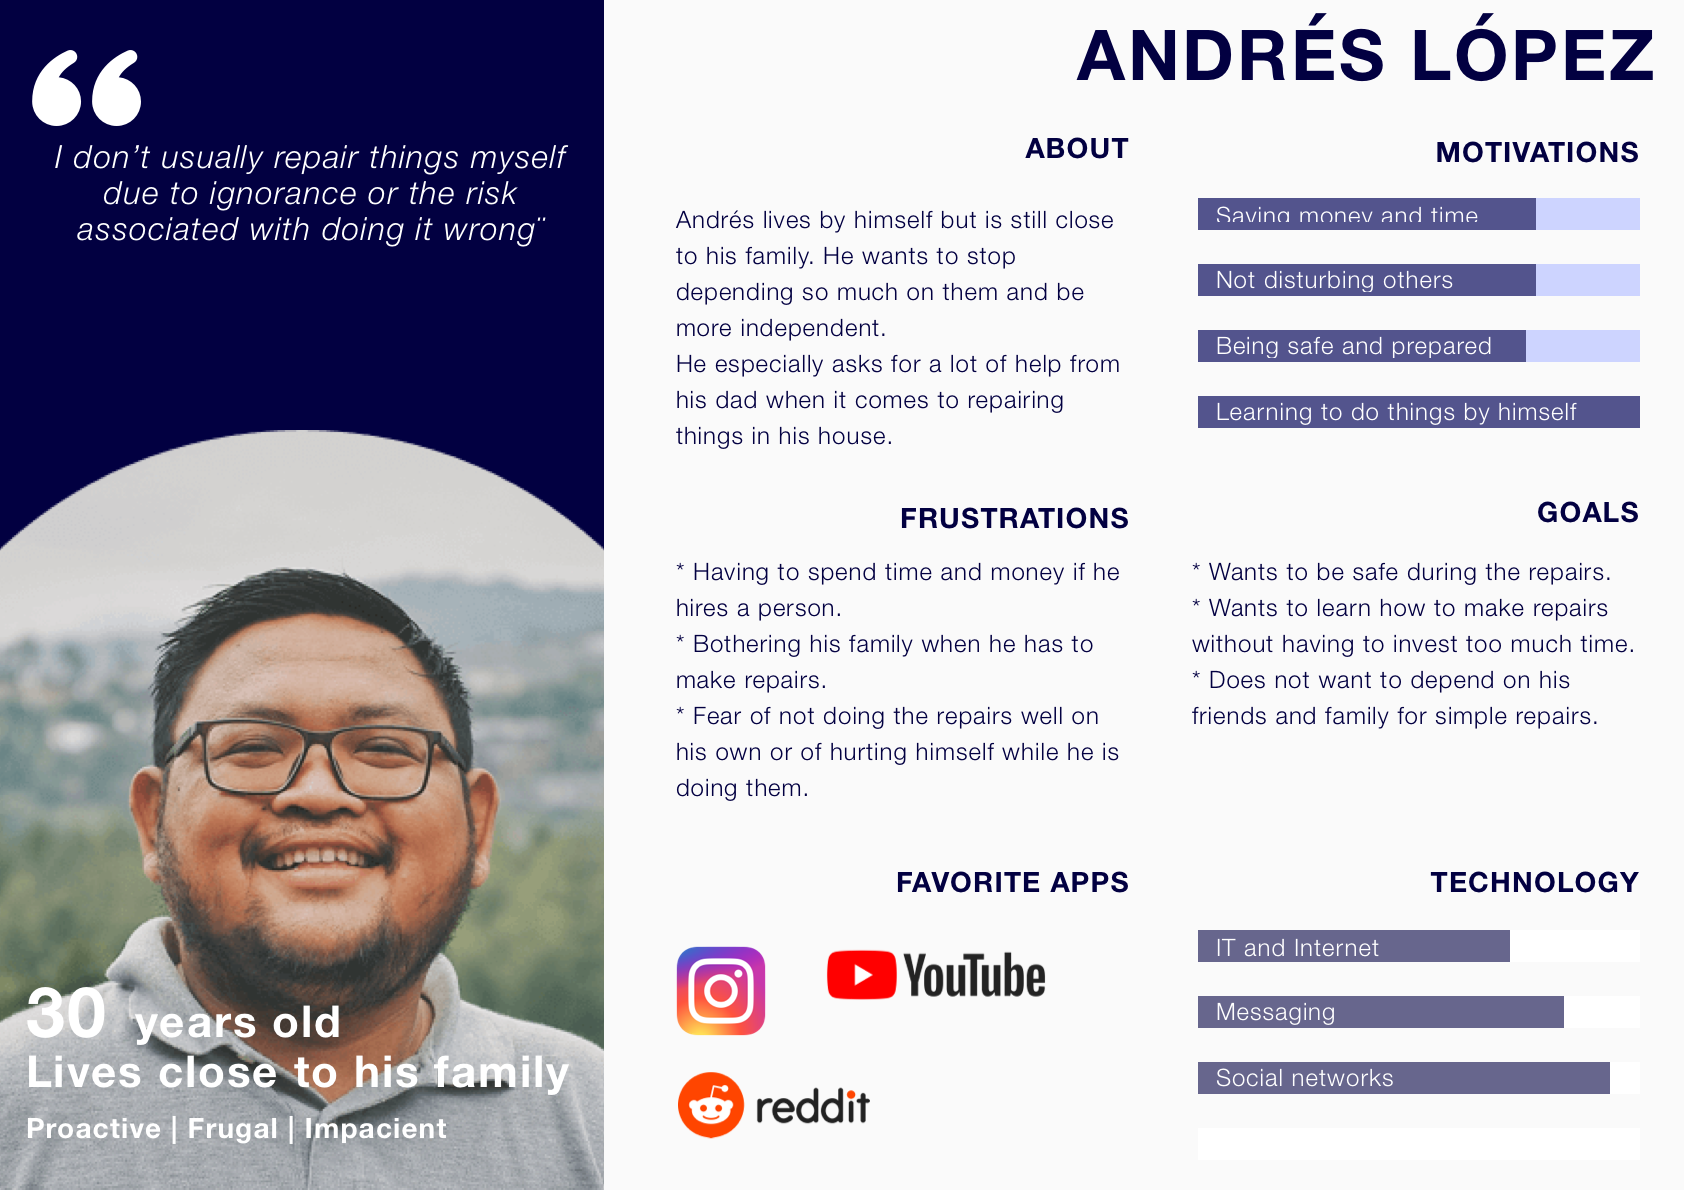 “
I don’t usually repair things myself
due to ignorance or the risk
associated with doing it wrong¨
30 years old
Lives close to his family
Proactive | Frugal | Impacient
ANDRÉS LÓPEZ
ABOUT
Andrés lives by himself but is still close
to his family. He wants to stop
depending so much on them and be
more independent.
He especially asks for a lot of help from
his dad when it comes to repairing
things in his house.
MOTIVATIONS
Saving money and time
Not disturbing others
Being safe and prepared
Learning to do things by himself
FRUSTRATIONS
* Having to spend time and money if he
hires a person.
* Bothering his family when he has to
make repairs.
* Fear of not doing the repairs well on
his own or of hurting himself while he is
doing them.
GOALS
* Wants to be safe during the repairs.
* Wants to learn how to make repairs
without having to invest too much time.
* Does not want to depend on his
friends and family for simple repairs.
FAVORITE APPS
YouTube
reddit
TECHNOLOGY
IT and Internet
Messaging
Social networks